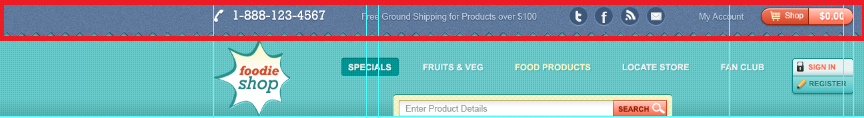 1-888-123-4567
Free Ground Shipping for Products over $100
My Account
Shop
$0.00
foodie
shop
SPECIALS
FRUITS & VEG
FOOD PRODUCTS
LOCATE STORE
FAN CLUB
SIGN IN
REGISTER
Enter Product Details
SEARCH